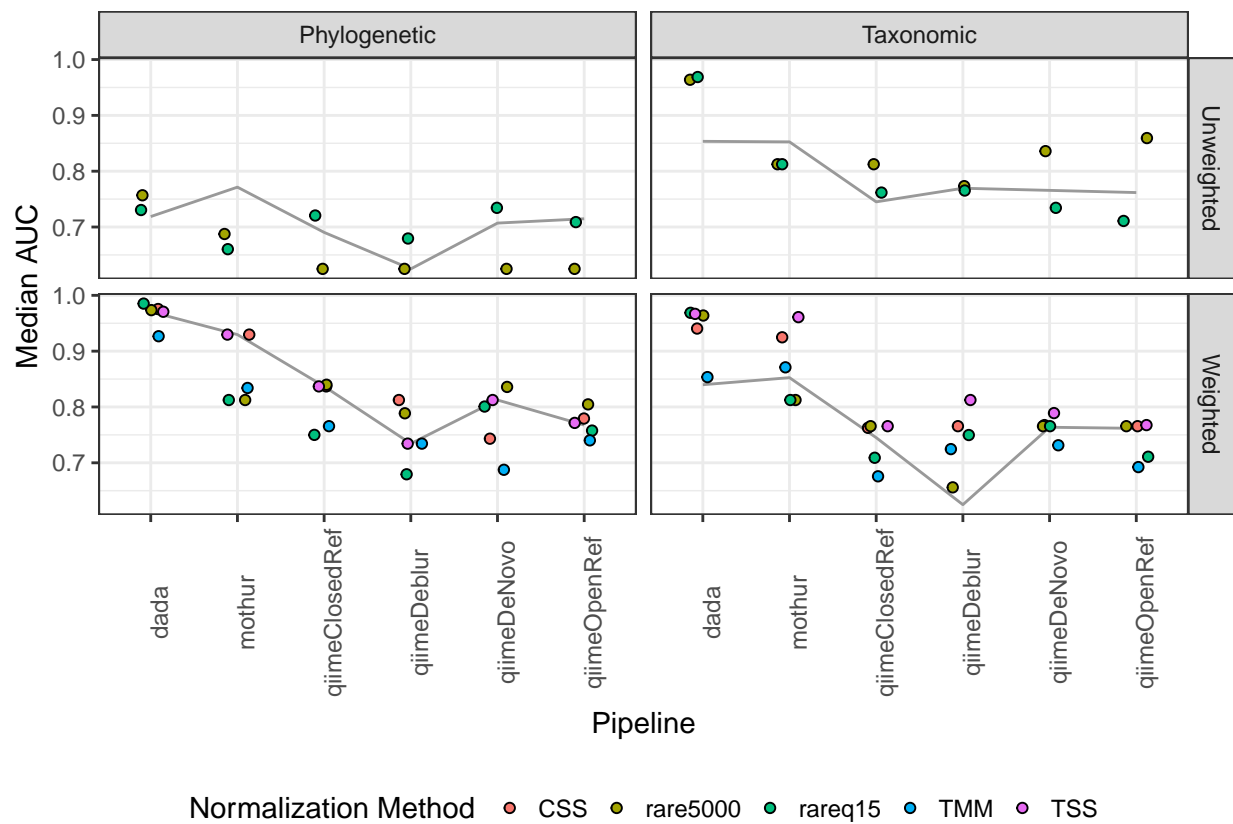 Phylogenetic Taxonomic
1.0
0.9
0.8
0.7
Unweighted
1.0
0.9
0.8
0.7
Weighted
Median AUC
dada mothur qiimeClosedRef qiimeDeblur qiimeDeNovo qiimeOpenRef dada mothur qiimeClosedRef qiimeDeblur qiimeDeNovo qiimeOpenRef
Pipeline
Normalization Method CSS rare5000 rareq15 TMM TSS